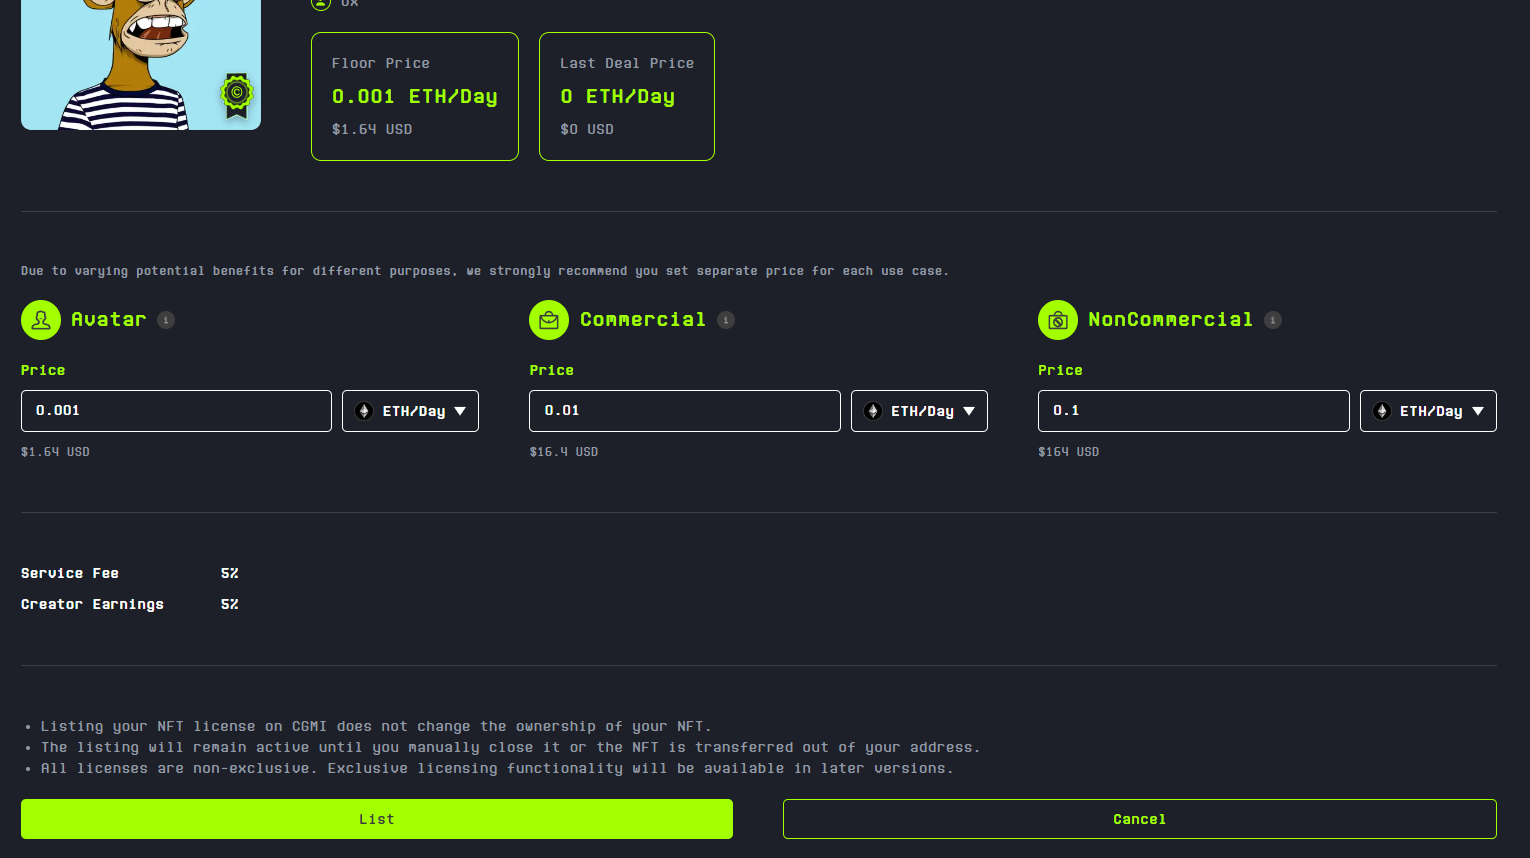 0x
Floor Price
0.001 ETH/Day
$1.64 USD
Last Deal Price
0 ETH/Day
$0 USD
©
Due to varying potential benefits for different purposes, we strongly recommend you set separate price for each use case.
Avatar i
Price
0.001 ETH/Day
$1.64 USD
Commercial i
Price
0.01 ETH/Day
$16.4 USD
NonCommercial i
Price
0.1 ETH/Day
$164 USD
Service Fee 5%
Creator Earnings 5%
• Listing your NFT license on CGMI does not change the ownership of your NFT.
• The listing will remain active until you manually close it or the NFT is transferred out of your address.
• All licenses are non-exclusive. Exclusive licensing functionality will be available in later versions.
List
Cancel